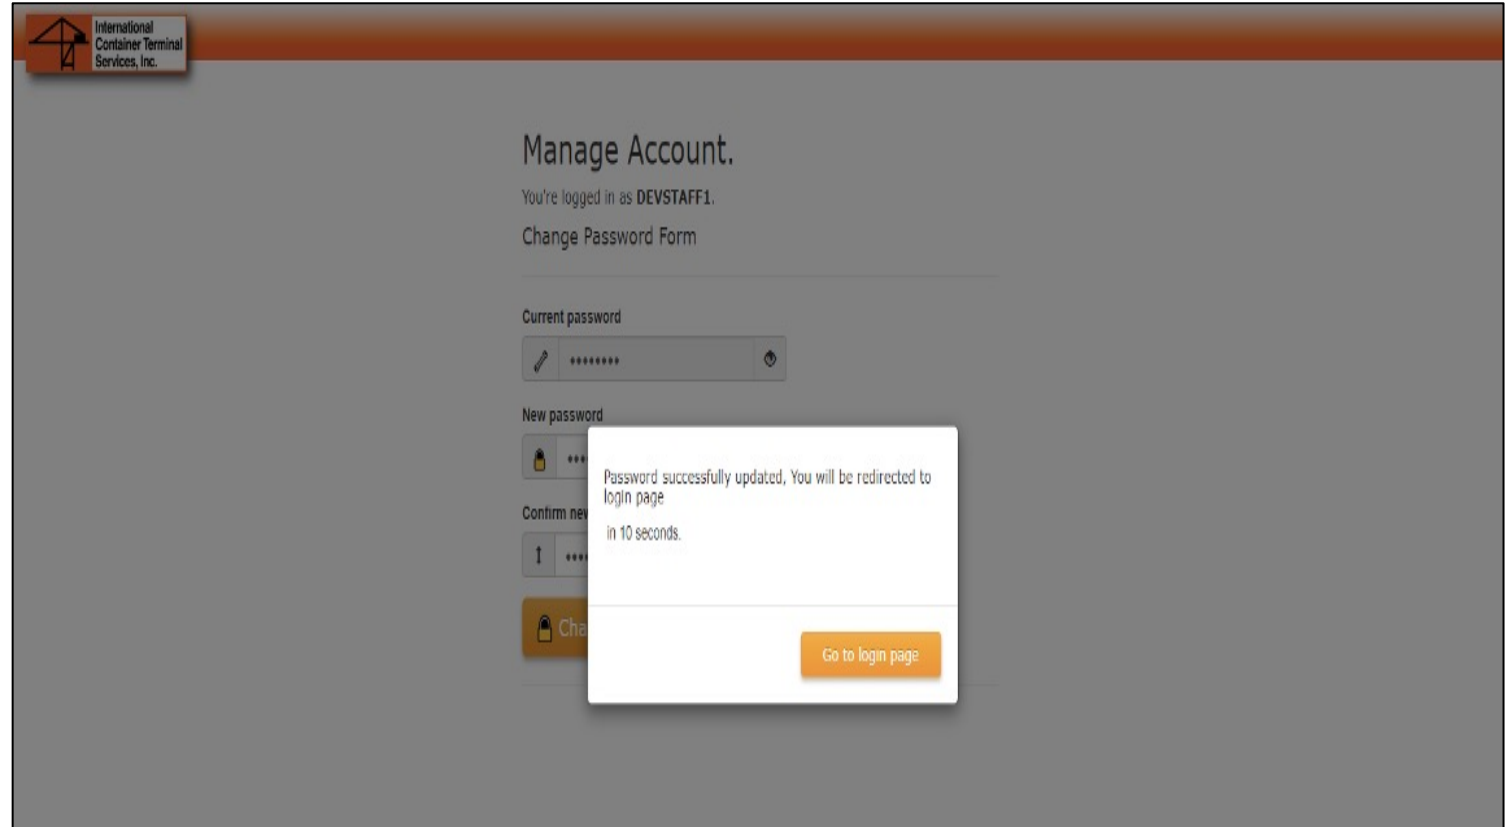 International
Container Terminal
Services, Inc.
Manage Account.
You're logged in as DEVSTAFF1.
Change Password Form
Current password
New password
Password successfully updated, You will be redirected to
login page
in 10 seconds.
Confirm new
Cha
Go to login page